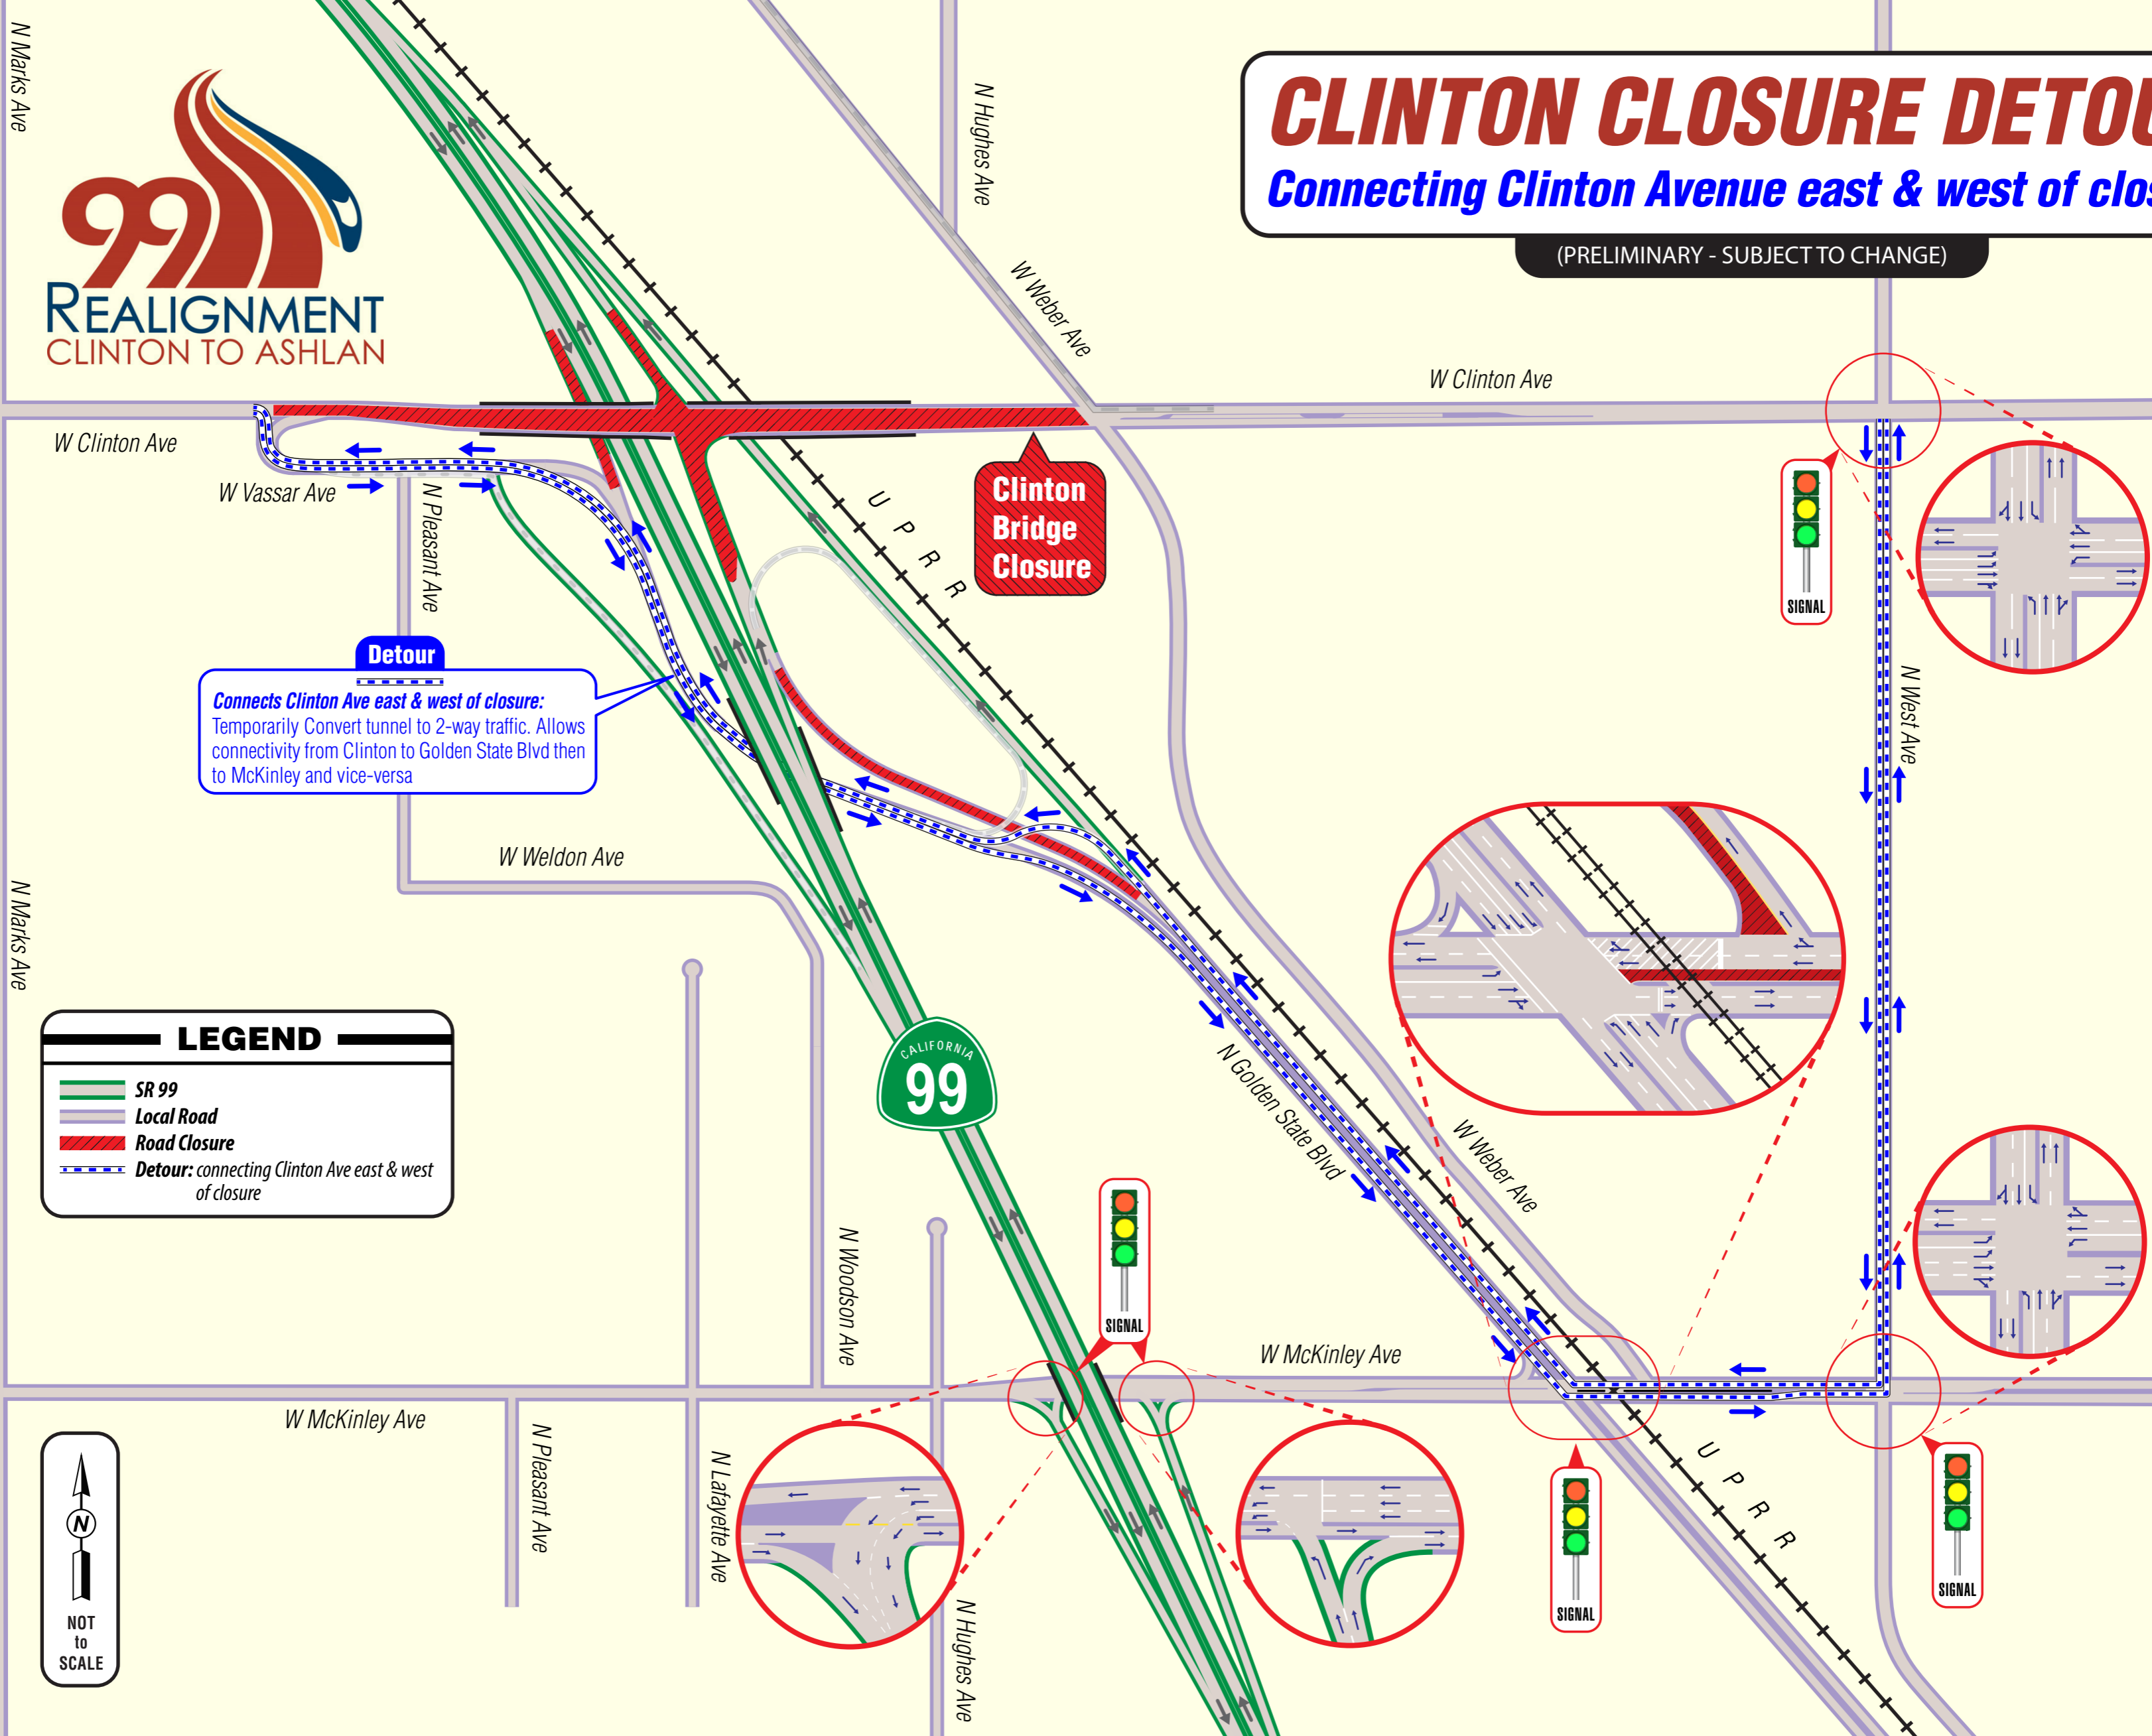 CLINTON CLOSURE DETOU
Connecting Clinton Avenue east & west of clos
(PRELIMINARY - SUBJECT TO CHANGE)
99
REALIGNMENT
CLINTON TO ASHLAN
N Marks Ave
N Hughes Ave
W Weber Ave
W Clinton Ave
W Clinton Ave
W Vassar Ave
N Pleasant Ave
U P R R
Clinton
Bridge
Closure
SIGNAL
N West Ave
Detour
Connects Clinton Ave east & west of closure:
Temporarily Convert tunnel to 2-way traffic. Allows
connectivity from Clinton to Golden State Blvd then
to McKinley and vice-versa
W Weldon Ave
N Marks Ave
CALIFORNIA
99
N Golden State Blvd
W Weber Ave
LEGEND
SR 99
Local Road
Road Closure
Detour: connecting Clinton Ave east & west
of closure
N Woodson Ave
SIGNAL
W McKinley Ave
W McKinley Ave
N Pleasant Ave
N Lafayette Ave
N Hughes Ave
U P R R
SIGNAL
SIGNAL
N
NOT
to
SCALE